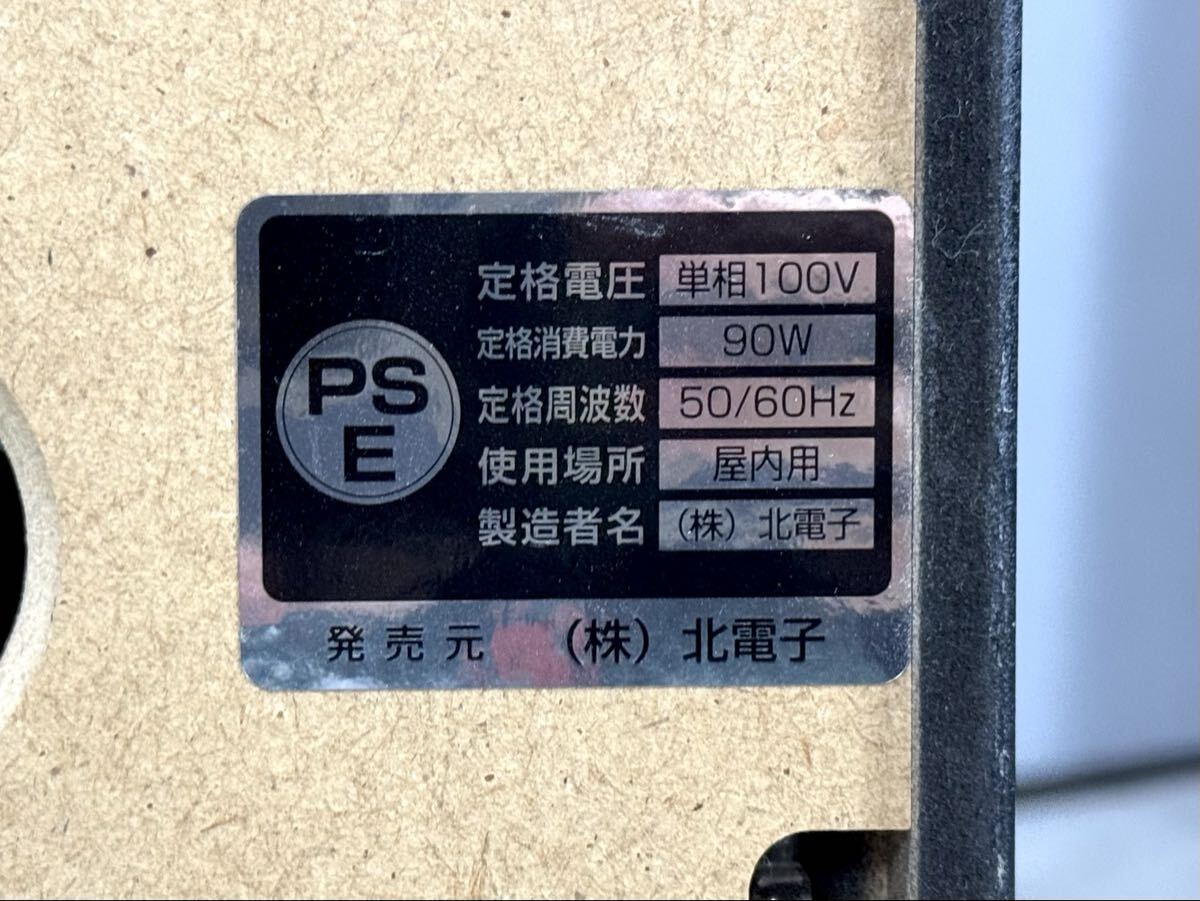 PS
E
定格電圧 単相100V
定格消費電力 90W
定格周波数 50/60Hz
使用場所 屋内用
製造者名 (株) 北電子
発売元 (株) 北電子